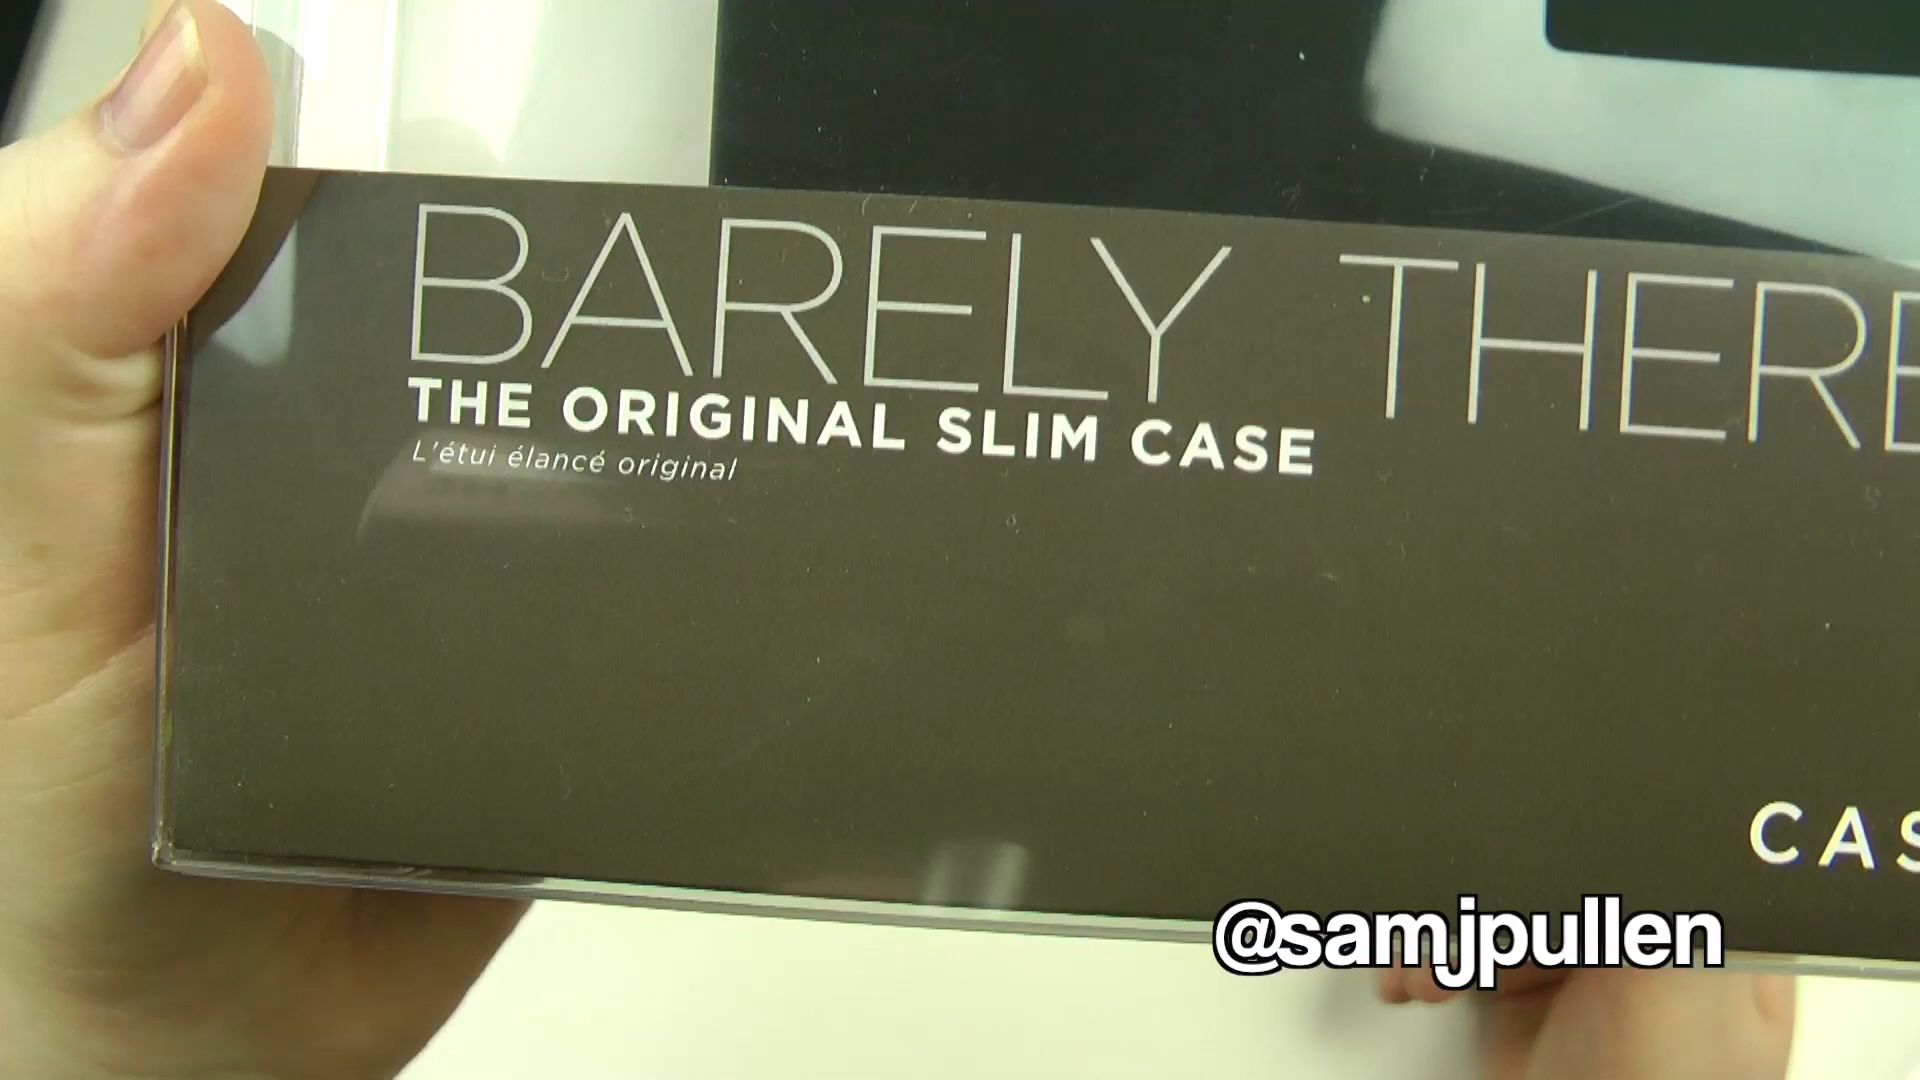 BARELY THERE
THE ORIGINAL SLIM CASE
L'étui élancé original
CAS
@samjpullen